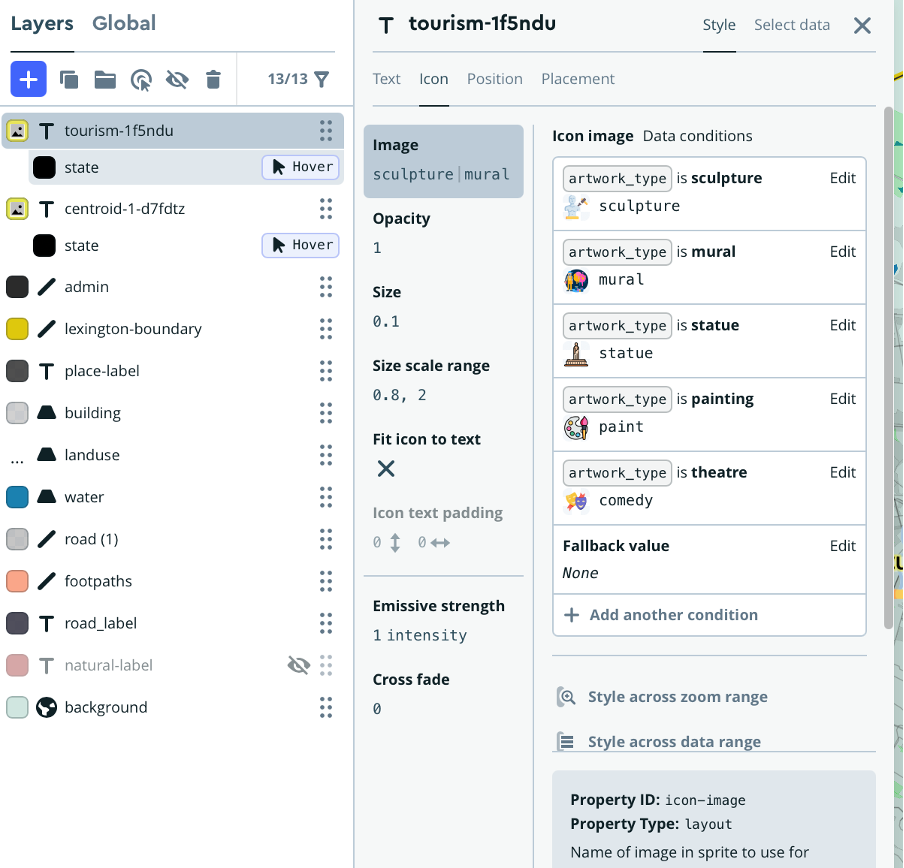 Layers Global
13/13
tourism-1f5ndu
state Hover
centroid-1-d7fdtz
state Hover
admin
lexington-boundary
place-label
building
... landuse
water
road (1)
footpaths
road_label
natural-label
background
tourism-1f5ndu Style Select data
Text Icon Position Placement
Image
sculpture mural
Opacity
1
Size
0.1
Size scale range
0.8, 2
Fit icon to text
Icon text padding
0 0
Emissive strength
1 intensity
Cross fade
0
Icon image Data conditions
artwork_type is sculpture Edit
sculpture
artwork_type is mural Edit
mural
artwork_type is statue Edit
statue
artwork_type is painting Edit
paint
artwork_type is theatre Edit
comedy
Fallback value Edit
None
Add another condition
Style across zoom range
Style across data range
Property ID: icon-image
Property Type: layout
Name of image in sprite to use for